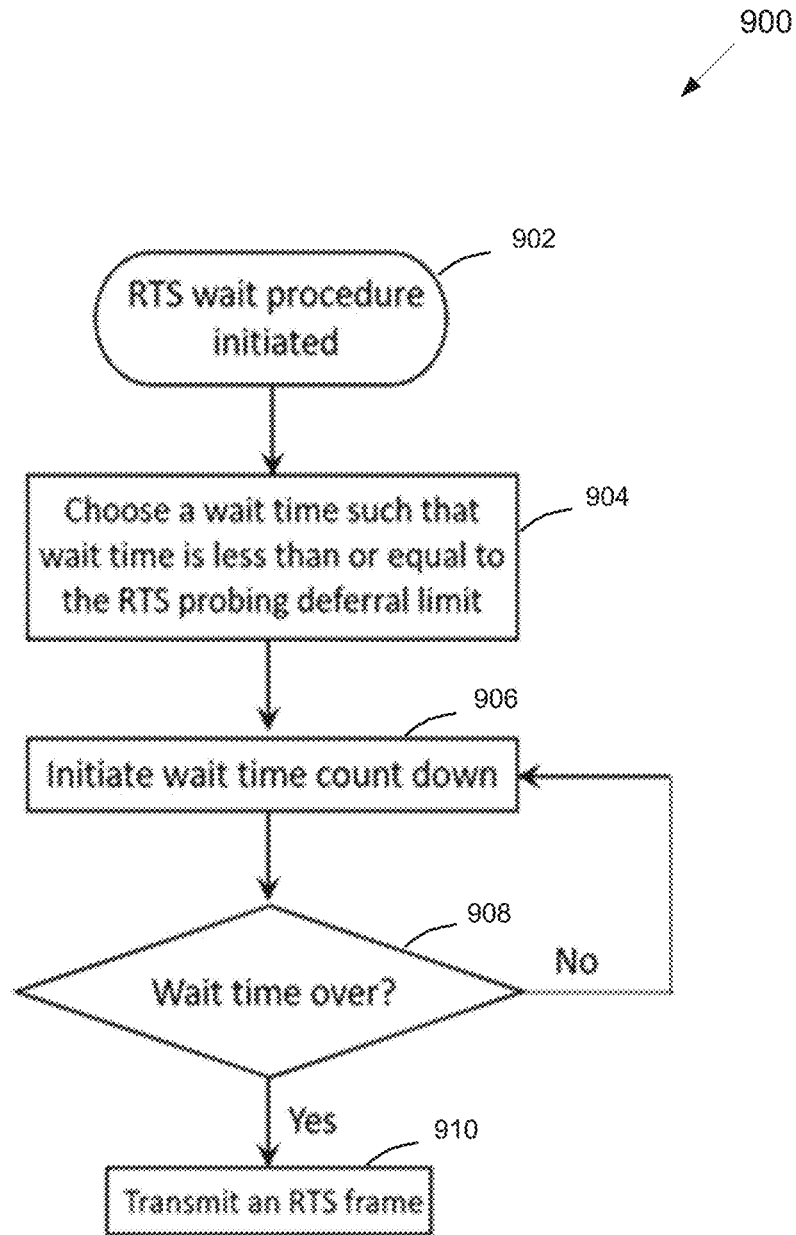 900
902
RTS wait procedure
initiated
904
Choose a wait time such that
wait time is less than or equal to
the RTS probing deferral limit
906
Initiate wait time count down
908
Wait time over?
No
Yes
910
Transmit an RTS frame